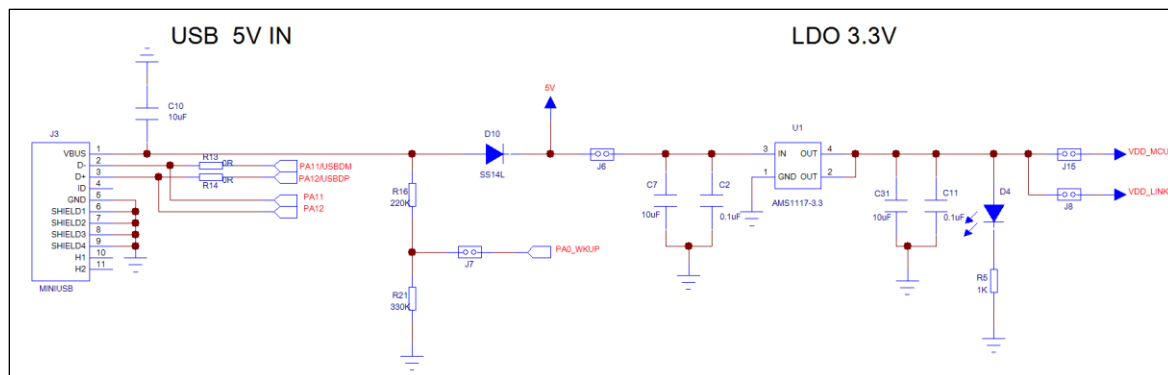 USB 5V IN
LDO 3.3V
C10
10uF
5V
J3
D10
U1
VBUS
1
D-
2
D+
3
ID
4
GND
5
SHIELD1
6
SHIELD2
7
SHIELD3
8
SHIELD4
9
H1
10
H2
11
MINIUSB
R13
0R
R14
0R
PA11/USBDM
PA12/USBDP
PA11
PA12
SS14L
J6
R16
220K
J7
PA0_WKUP
R21
330K
C7
10uF
C2
0.1uF
3
IN
OUT
4
1
GND
OUT
2
AMS1117-3.3
C31
10uF
C11
0.1uF
D4
R5
1K
J15
VDD_MCU
J8
VDD_LINK